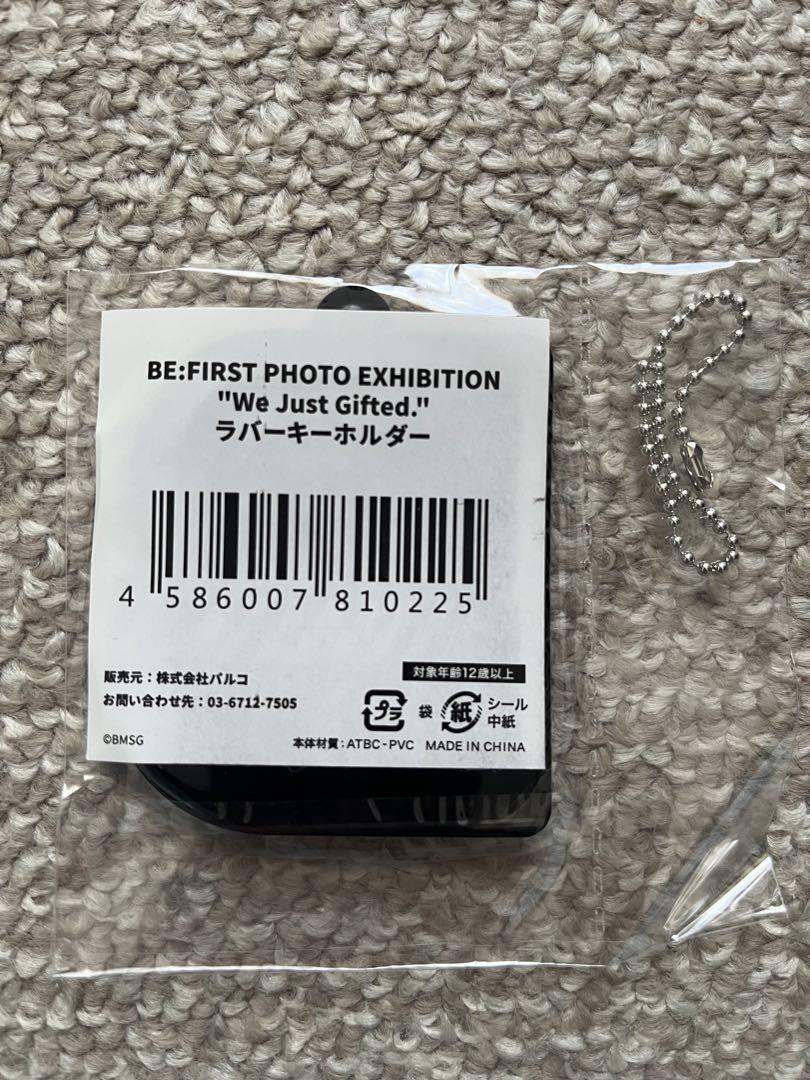 BE:FIRST PHOTO EXHIBITION
"We Just Gifted."
ラバーキーホルダー
4 586007 810225
販売元：株式会社パルコ
対象年齢12歳以上
お問い合わせ先：03-6712-7505
プラ 袋 紙 シール
中紙
©BMSG 本体材質：ATBC-PVC MADE IN CHINA